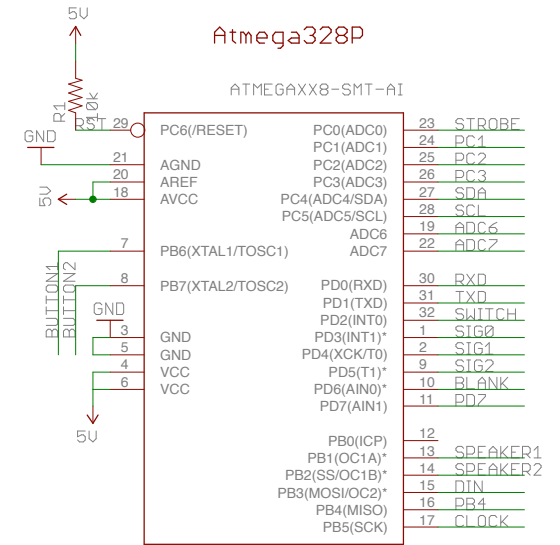 5V
Atmega328P
ATMEGAXX8-SMT-AI
R1
10k
RST 29 PC6(/RESET) PC0(ADC0) 23 STROBE
PC1(ADC1) 24 PC1
GND 21 AGND PC2(ADC2) 25 PC2
20 AREF PC3(ADC3) 26 PC3
5V 18 AVCC PC4(ADC4/SDA) 27 SDA
PC5(ADC5/SCL) 28 SCL
ADC6 19 ADC6
7 PB6(XTAL1/TOSC1) ADC7 22 ADC7
BUTTON1
BUTTON2
8 PB7(XTAL2/TOSC2) PD0(RXD) 30 RXD
PD1(TXD) 31 TXD
GND PD2(INT0) 32 SWITCH
3 GND PD3(INT1)* 1 SIG0
5 GND PD4(XCK/T0) 2 SIG1
4 VCC PD5(T1)* 9 SIG2
6 VCC PD6(AIN0)* 10 BLANK
PD7(AIN1) 11 PD7
5V
PB0(ICP) 12
PB1(OC1A)* 13 SPEAKER1
PB2(SS/OC1B)* 14 SPEAKER2
PB3(MOSI/OC2)* 15 DIN
PB4(MISO) 16 PB4
PB5(SCK) 17 CLOCK